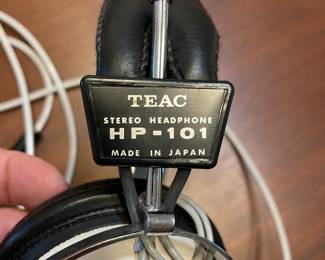 TEAC
STEREO HEADPHONE
HP-101
MADE IN JAPAN